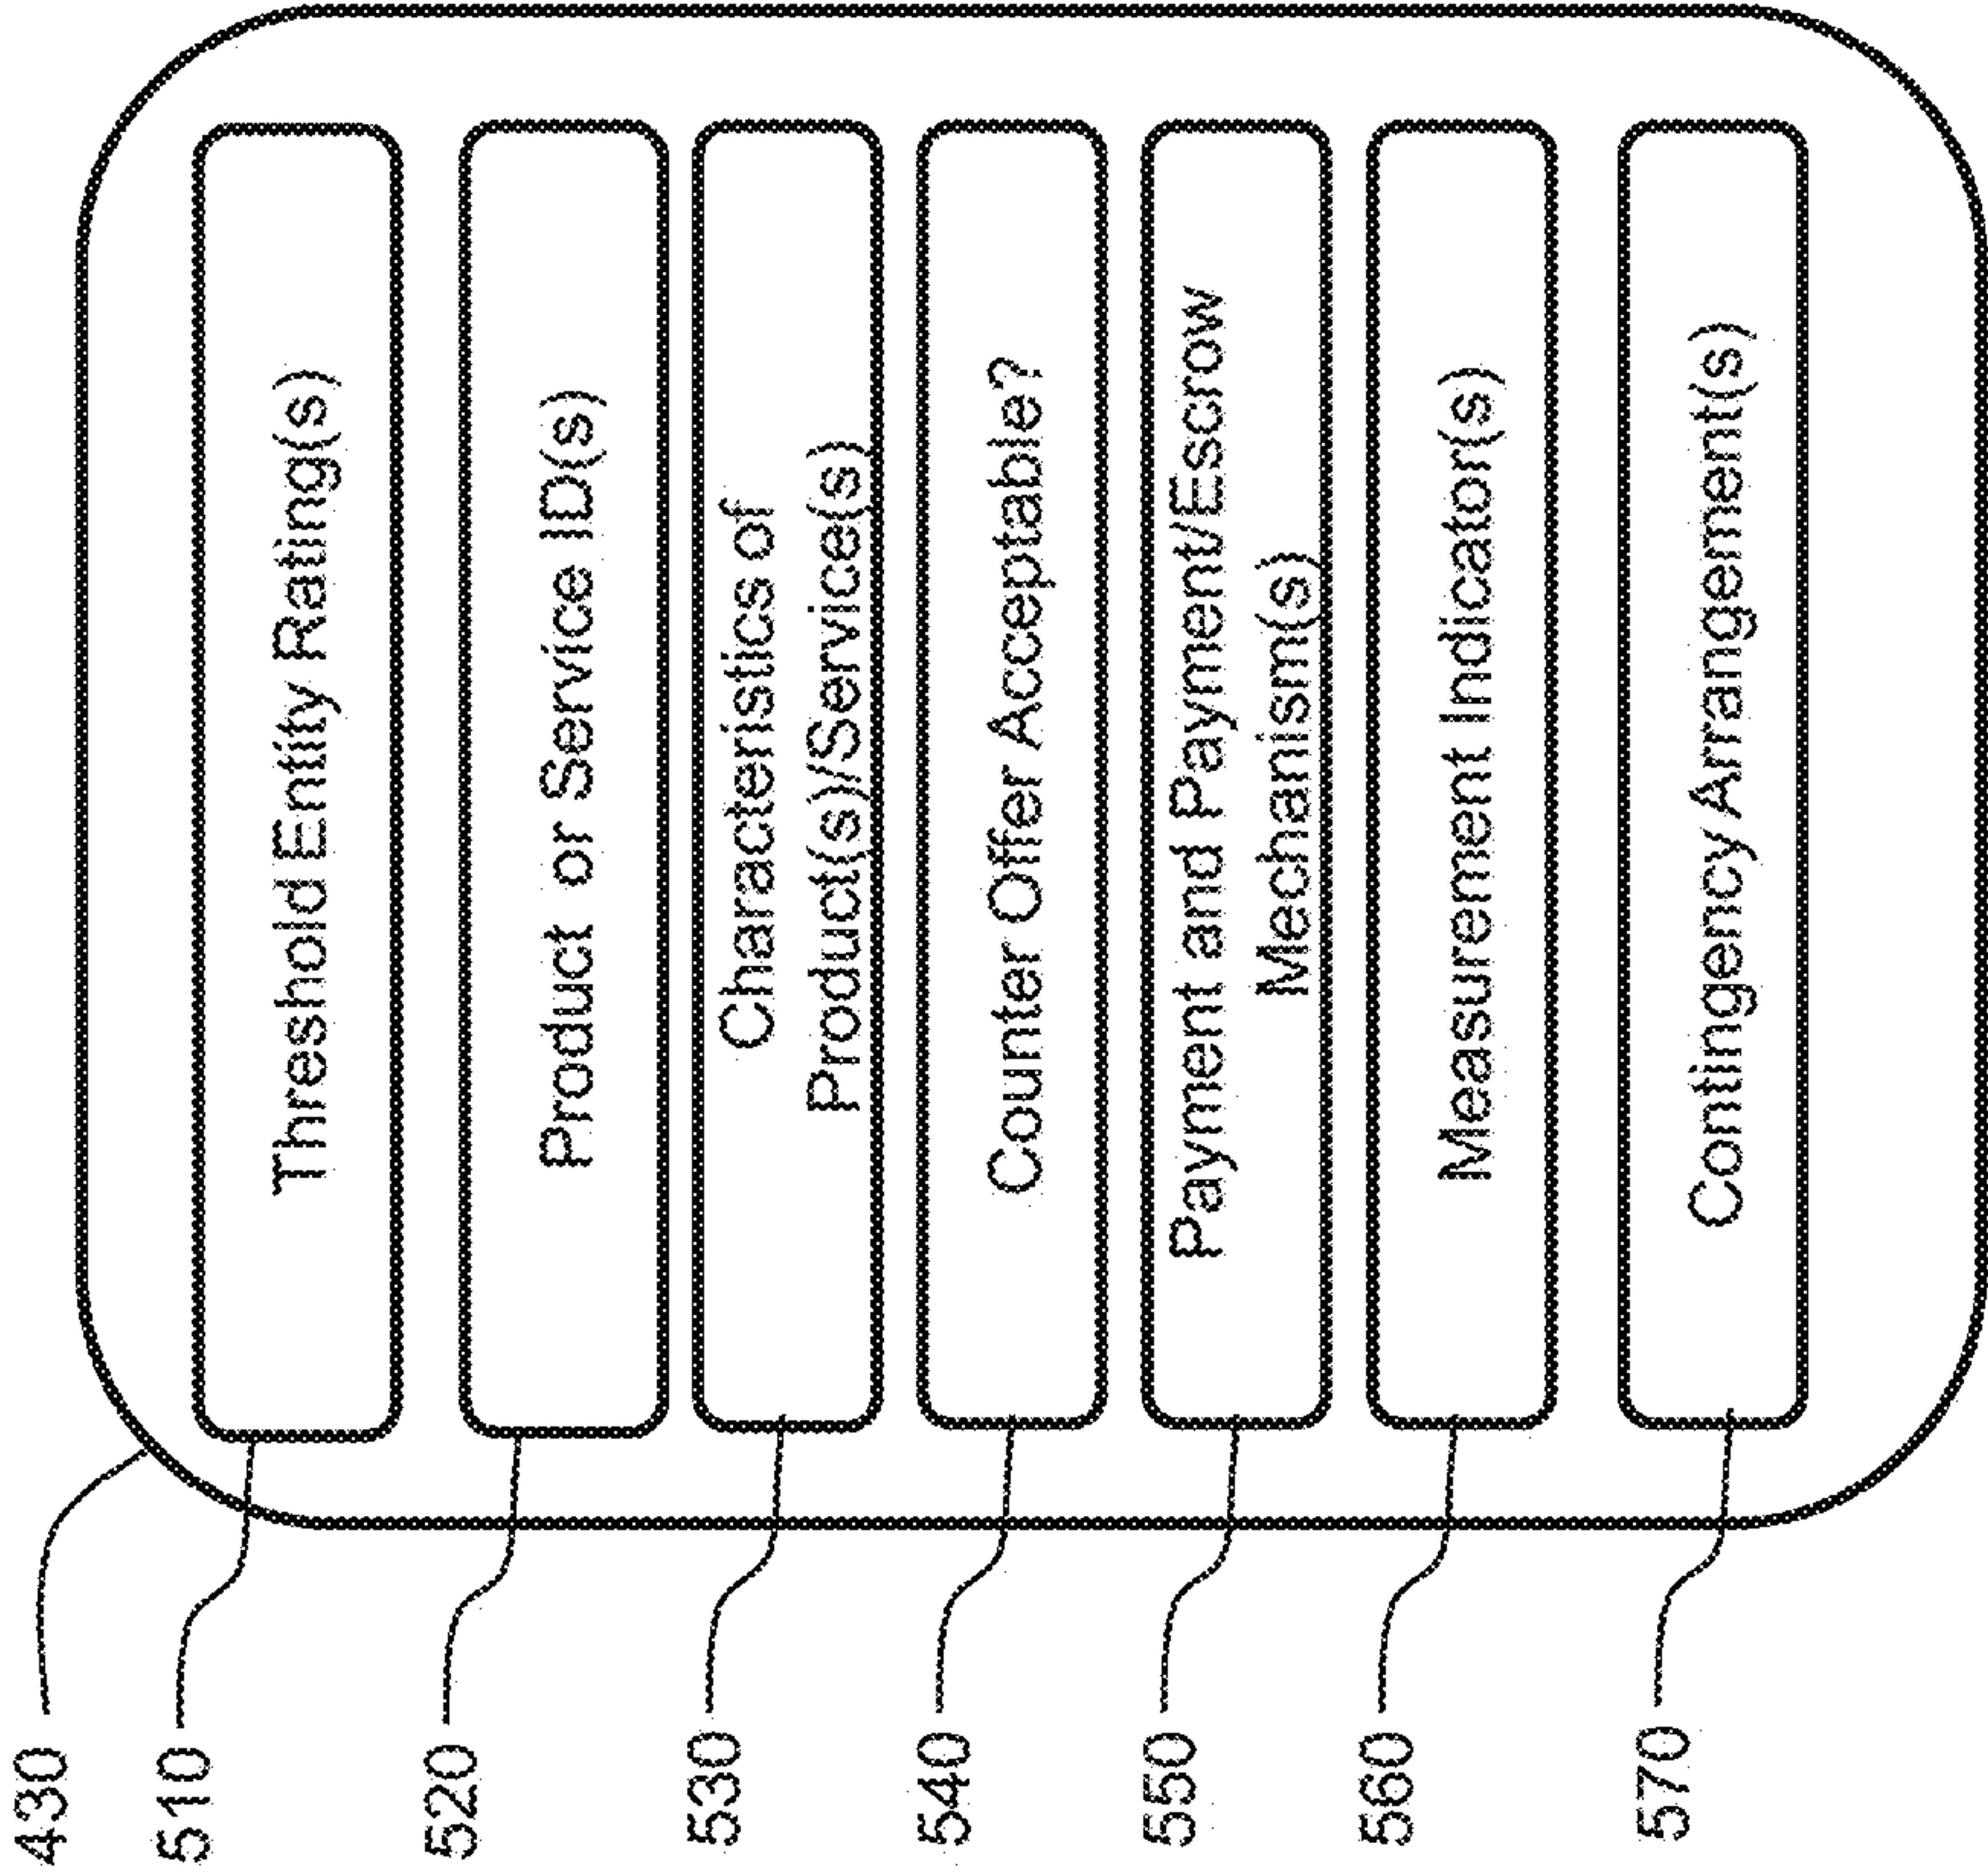 430
510
Threshold Entity Rating(s)
520
Product or Service ID(s)
530
Characteristics of
Product(s)/Service(s)
540
Counter Offer Acceptable?
550
Payment and Payment/Escrow
Mechanism(s)
560
Measurement Indicator(s)
570
Contingency Arrangement(s)